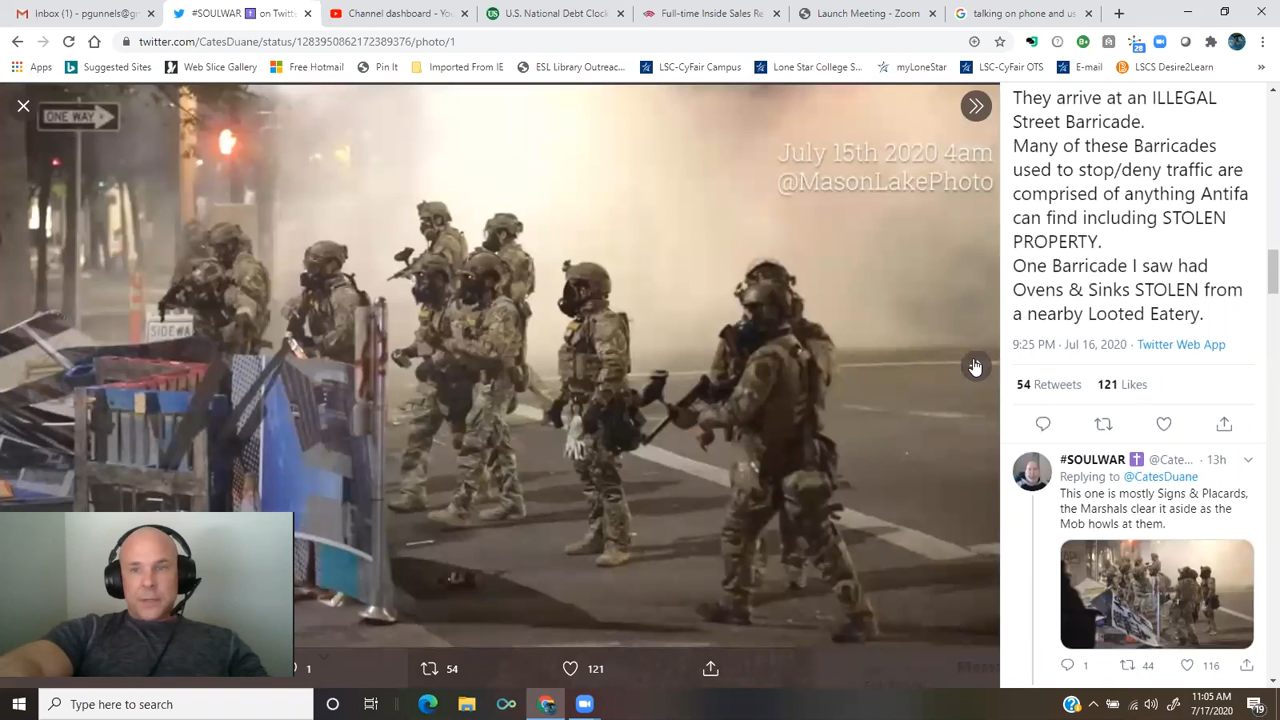 Inbox (1) - pgunnels@gr
#SOULWAR on Twitt
Channel dashboard - You
U.S. National Debt Clock
Full-time Inside Sales Re
Launch Meeting - Zoom
talking on phone and us
twitter.com/CatesDuane/status/1283950862172389376/photo/1
28
Apps
Suggested Sites
Web Slice Gallery
Free Hotmail
Pin It
Imported From IE
ESL Library Outreac...
LSC-CyFair Campus
Lone Star College S...
myLoneStar
LSC-CyFair OTS
E-mail
LSCS Desire2Learn
ONE WAY
July 15th 2020 4am
@MasonLakePhoto
SIDEWA
1
54
121
They arrive at an ILLEGAL
Street Barricade.
Many of these Barricades
used to stop/deny traffic are
comprised of anything Antifa
can find including STOLEN
PROPERTY.
One Barricade I saw had
Ovens & Sinks STOLEN from
a nearby Looted Eatery.
9:25 PM · Jul 16, 2020 · Twitter Web App
54 Retweets 121 Likes
#SOULWAR @Cate... · 13h
Replying to @CatesDuane
This one is mostly Signs & Placards,
the Marshals clear it aside as the
Mob howls at them.
1 44 116
Type here to search
11:05 AM
7/17/2020
19